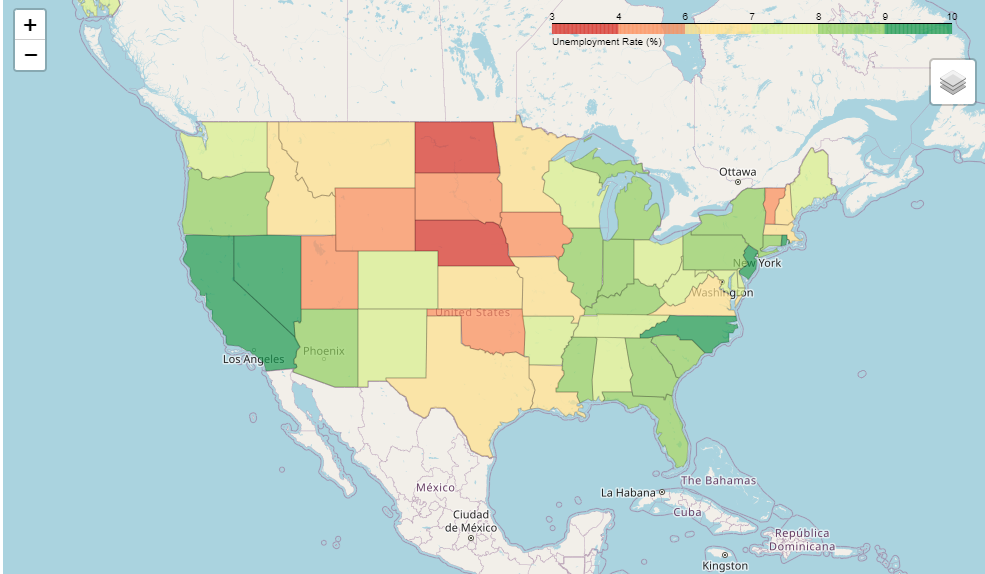 +
−
3 4 6 7 8 9 10
Unemployment Rate (%)
Ottawa
New York
Washington
United States
Phoenix
Los Angeles
México
Ciudad
de México
La Habana
The Bahamas
Cuba
República
Dominicana
Kingston